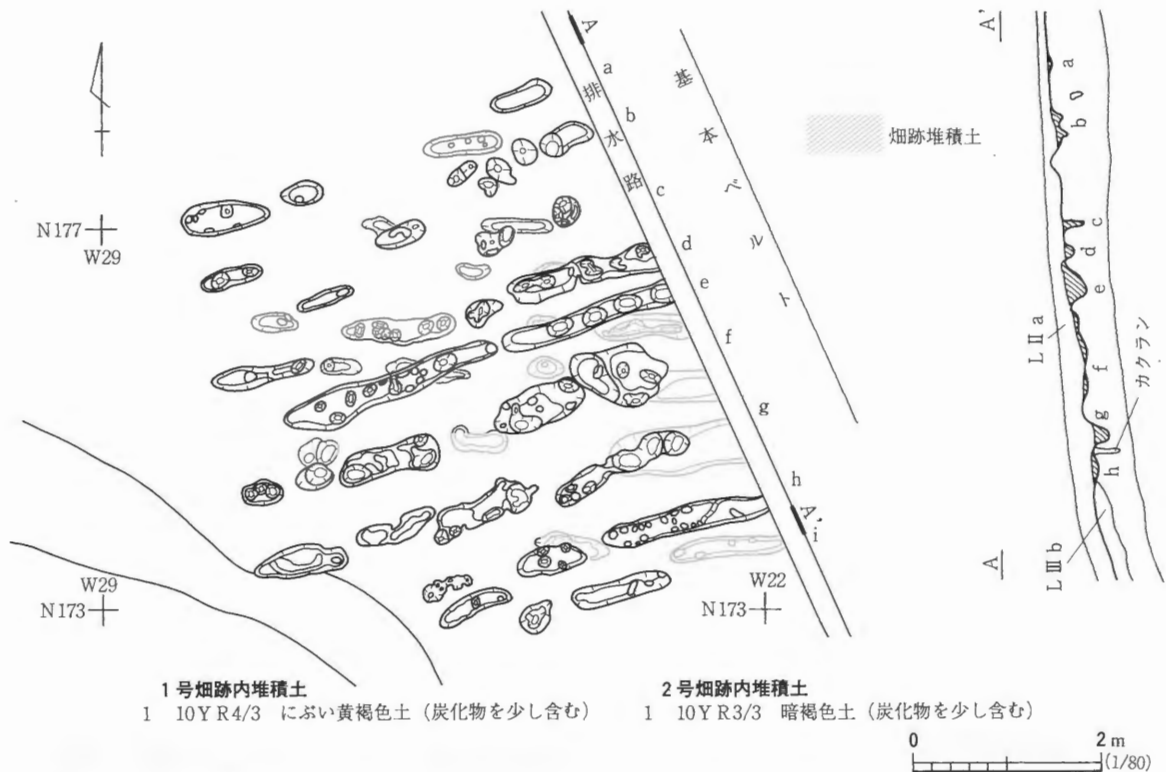 A
a
b
c
d
e
f
g
h
A'
i
排水路
基本ベルト
畑跡堆積土
N177
W29
W29
N173
W22
N173
A'
a
b
c
d
e
f
g
h
A
LⅡa
LⅢb
カクラン
1号畑跡内堆積土
1 10YR4/3 にぶい黄褐色土（炭化物を少し含む）
2号畑跡内堆積土
1 10YR3/3 暗褐色土（炭化物を少し含む）
0 2m
(1/80)